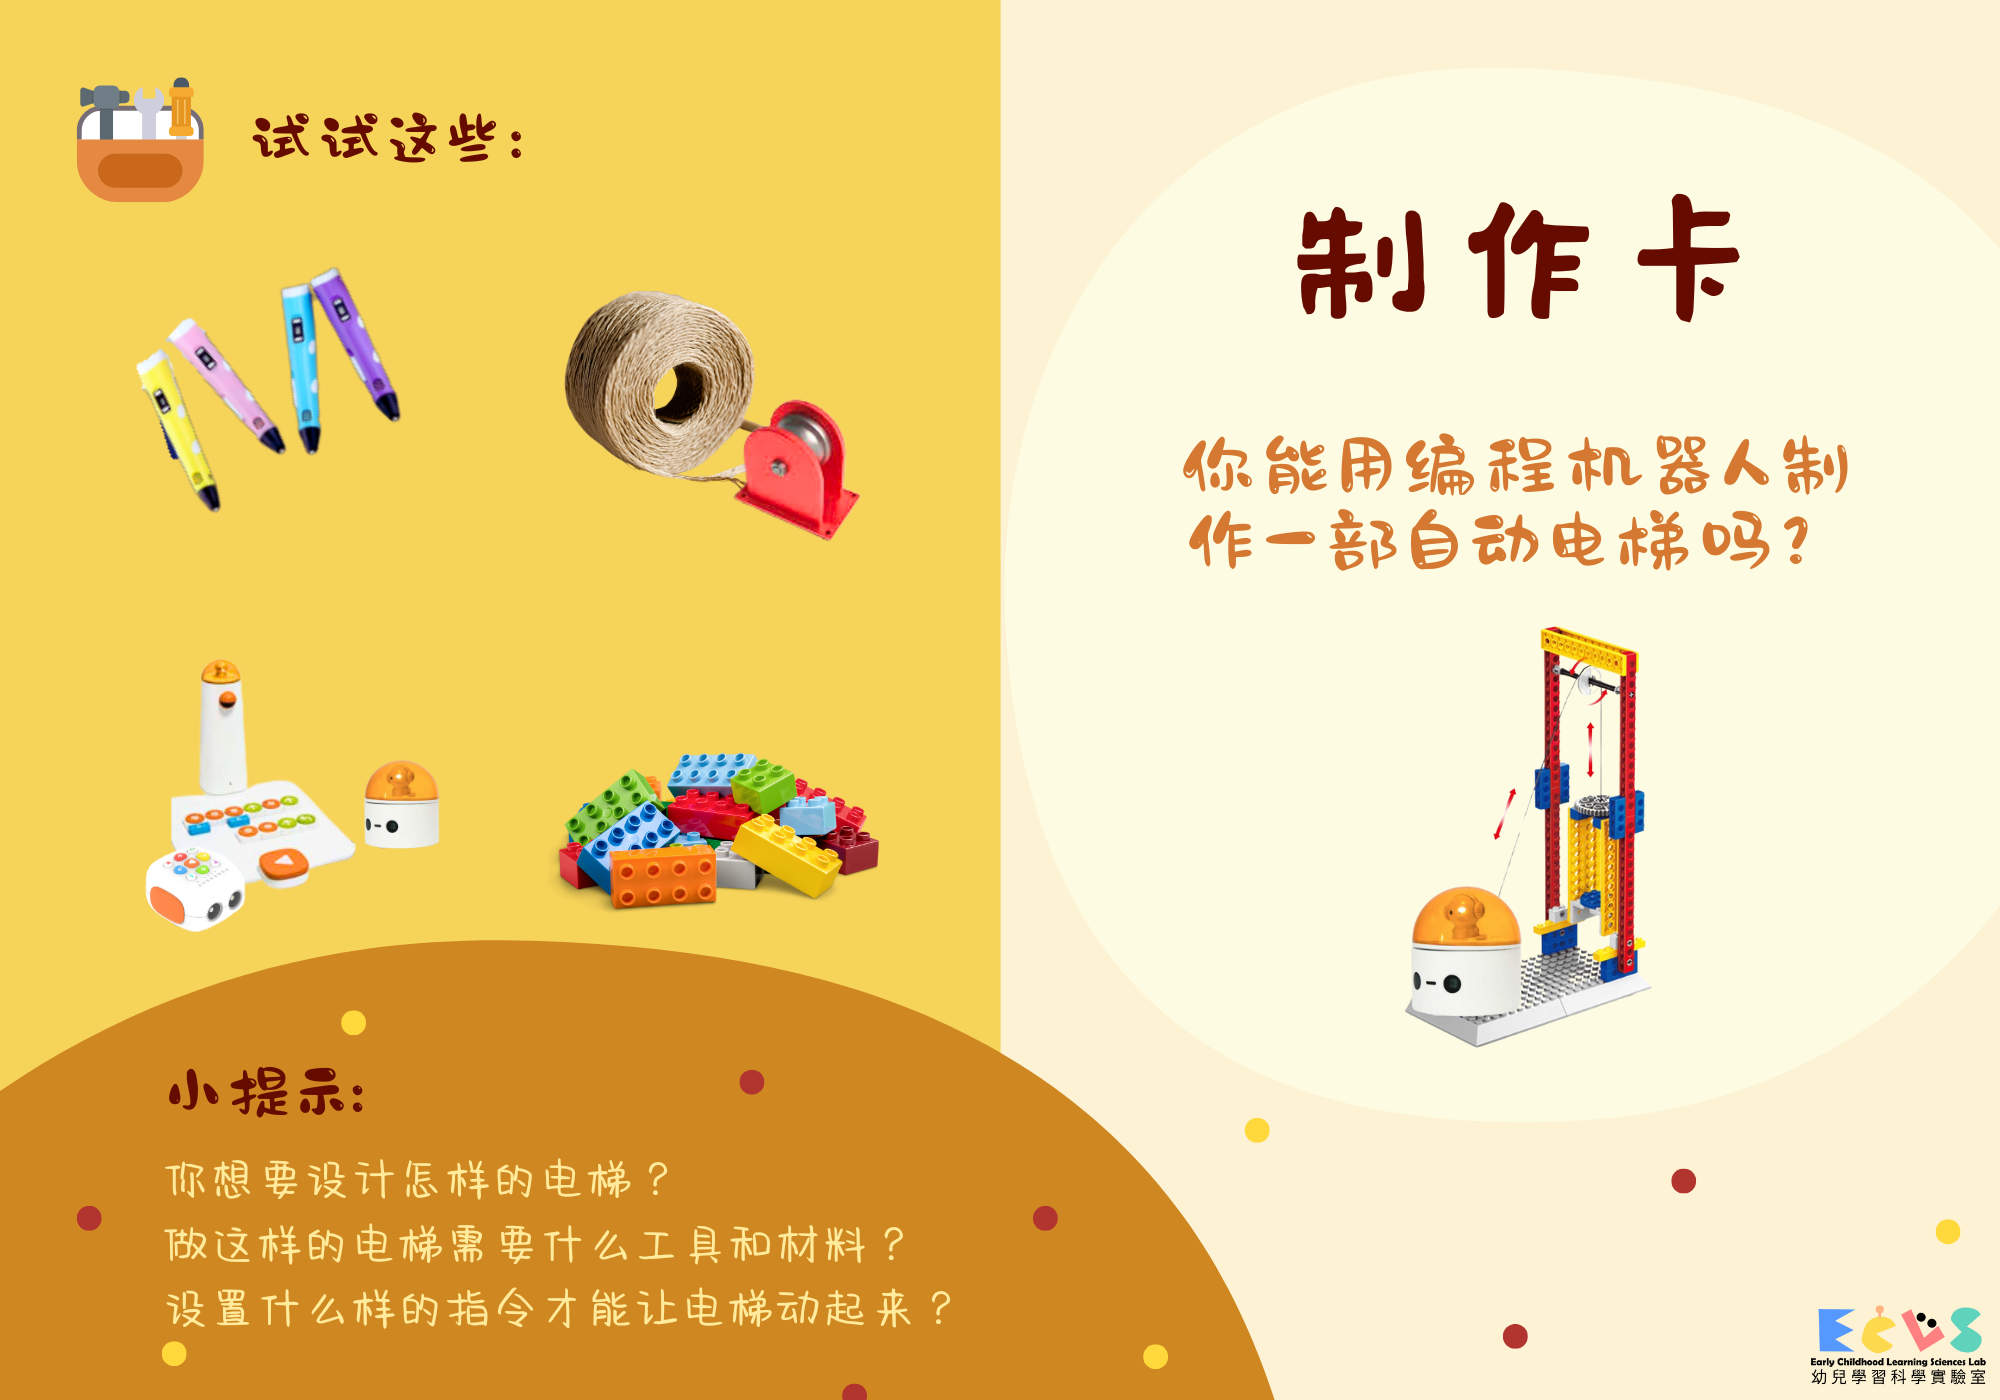 试试这些：
小提示：
你想要设计怎样的电梯？
做这样的电梯需要什么工具和材料？
设置什么样的指令才能让电梯动起来？
制作卡
你能用编程机器人制
作一部自动电梯吗？
ECLS
Early Childhood Learning Sciences Lab
幼兒學習科學實驗室